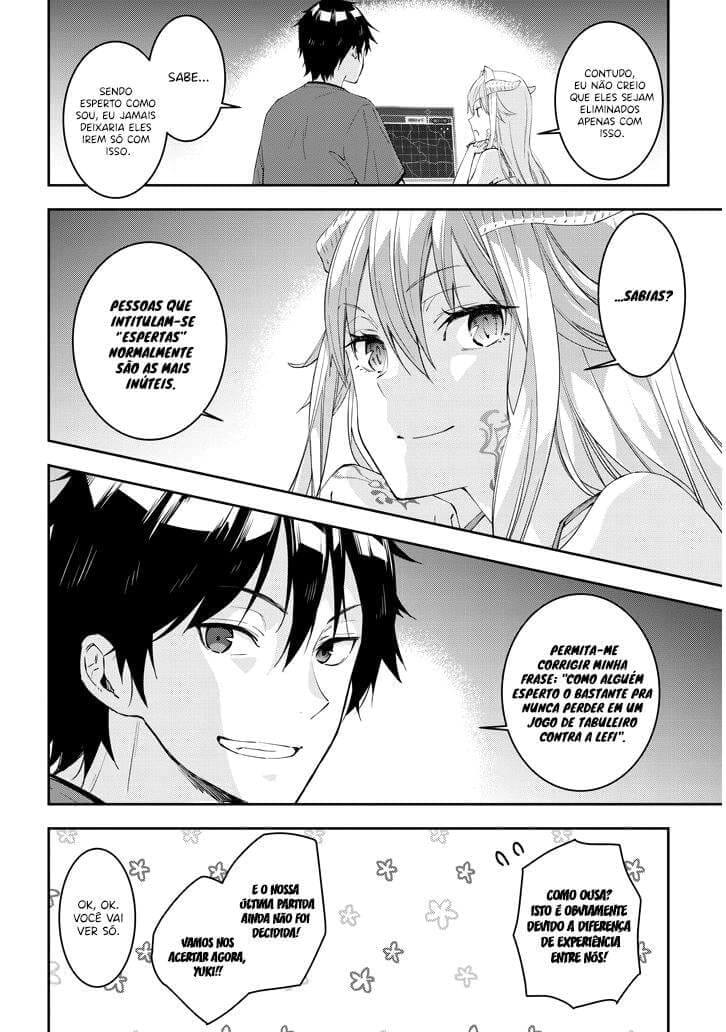 CONTUDO,
EU NÃO CREIO
QUE ELES SEJAM
ELIMINADOS
APENAS
COM ISSO.
SABE...
SENDO
ESPERTO COMO
SOU, EU JAMAIS
DEIXARIA ELES
IREM SÓ COM
ISSO.
...SABIAS?
PESSOAS QUE
INTITULAM-SE
"ESPERTAS"
NORMALMENTE
SÃO AS MAIS
INÚTEIS.
PERMITA-ME
CORRIGIR MINHA
FRASE: "COMO ALGUÉM
ESPERTO O BASTANTE PRA
NUNCA PERDER EM UM
JOGO DE TABULEIRO
CONTRA A LEFI".
COMO OUSA?
ISTO É OBVIAMENTE
DEVIDO A DIFERENÇA
DE EXPERIÊNCIA
ENTRE NÓS!
E O NOSSA
ÚLTIMA PARTIDA
AINDA NÃO FOI
DECIDIDA!
VAMOS NOS
ACERTAR AGORA,
YUKI!!
OK, OK.
VOCÊ VAI
VER SÓ.